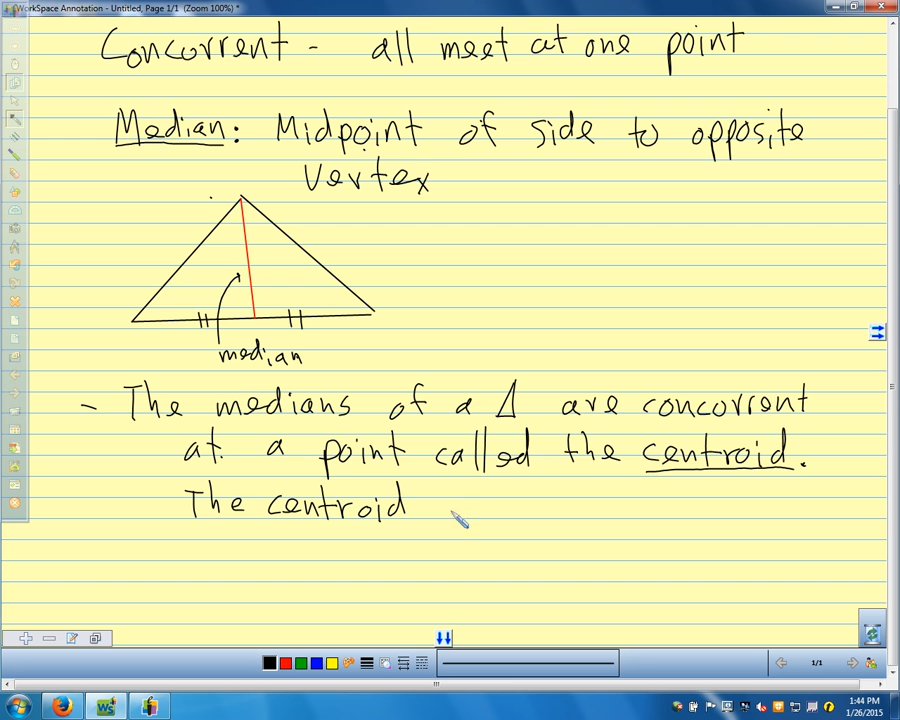 WorkSpace Annotation - Untitled, Page 1/1 (Zoom 100%) *
Concurrent - all meet at one point
Median: Midpoint of side to opposite
Vertex
median
- The medians of a Δ are concorrent
at a point called the centroid.
The centroid
1/1
1:44 PM
1/26/2015